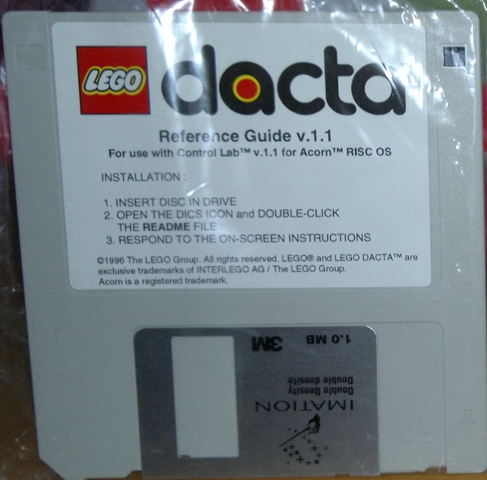 LEGO dacta
Reference Guide v.1.1
For use with Control Lab™ v.1.1 for Acorn™ RISC OS
INSTALLATION :
1. INSERT DISC IN DRIVE
2. OPEN THE DICS ICON and DOUBLE-CLICK
THE README FILE
3. RESPOND TO THE ON-SCREEN INSTRUCTIONS
©1996 The LEGO Group. All rights reserved. LEGO® and LEGO DACTA™ are
exclusive trademarks of INTERLEGO AG / The LEGO Group.
Acorn is a registered trademark.
3M 1.0 MB
Double densité
Double Density
IMATION